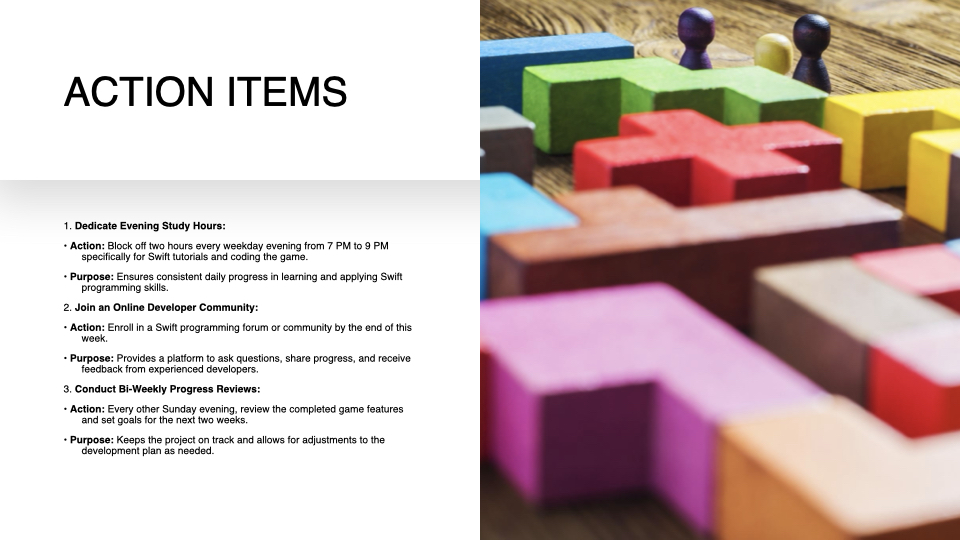 ACTION ITEMS
1. Dedicate Evening Study Hours:
• Action: Block off two hours every weekday evening from 7 PM to 9 PM
specifically for Swift tutorials and coding the game.
• Purpose: Ensures consistent daily progress in learning and applying Swift
programming skills.
2. Join an Online Developer Community:
• Action: Enroll in a Swift programming forum or community by the end of this
week.
• Purpose: Provides a platform to ask questions, share progress, and receive
feedback from experienced developers.
3. Conduct Bi-Weekly Progress Reviews:
• Action: Every other Sunday evening, review the completed game features
and set goals for the next two weeks.
• Purpose: Keeps the project on track and allows for adjustments to the
development plan as needed.